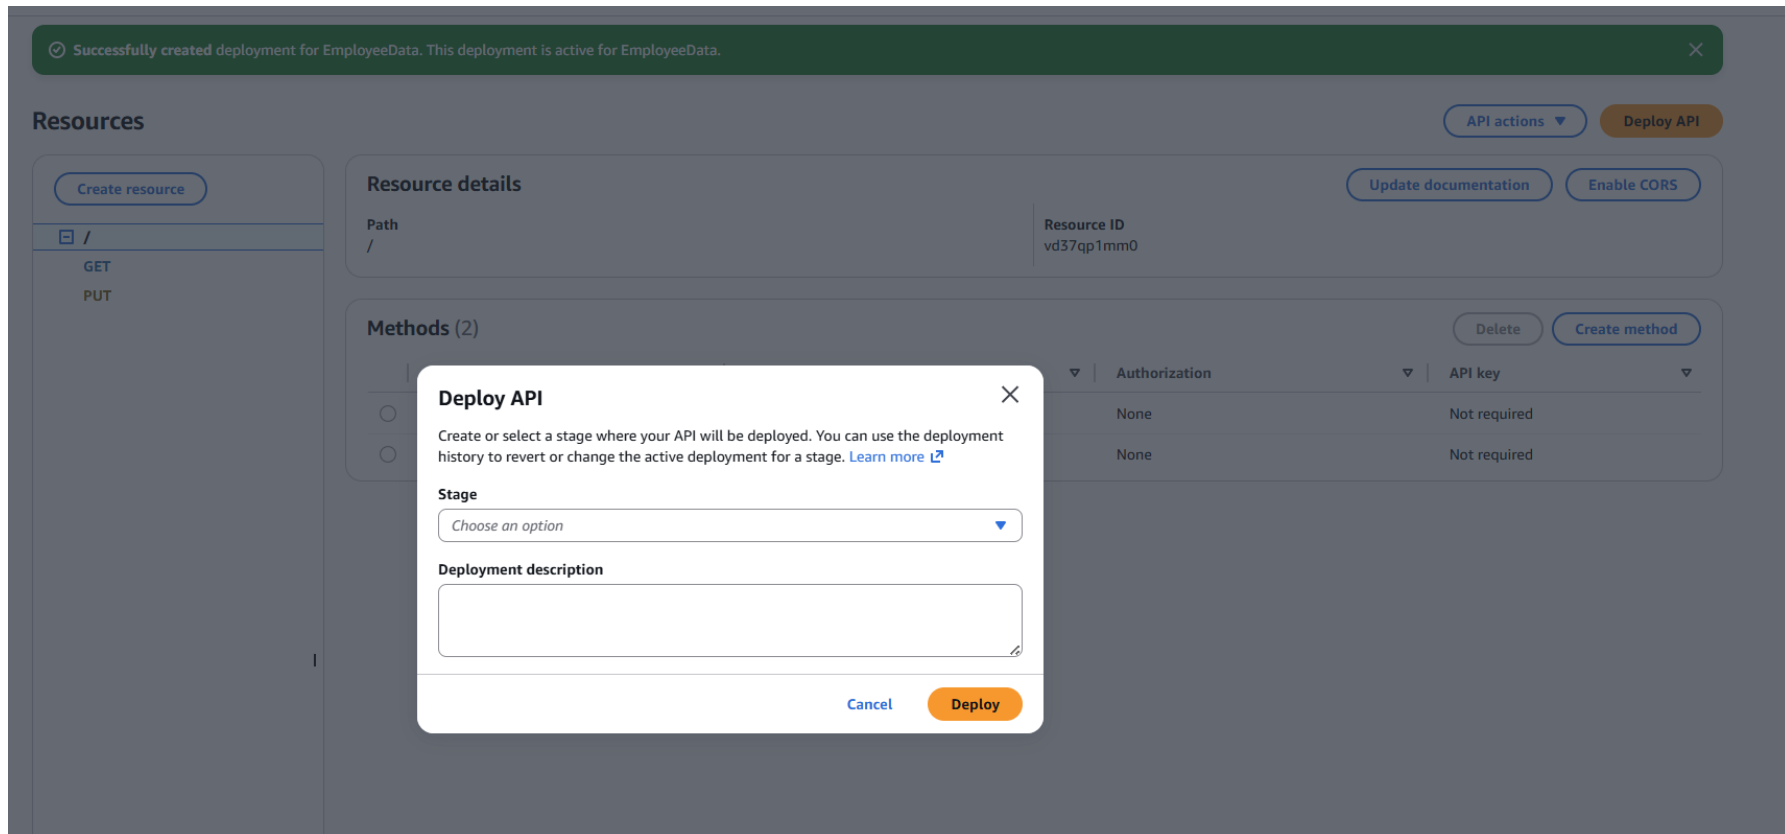 Successfully created deployment for EmployeeData. This deployment is active for EmployeeData.
Resources
API actions
Deploy API
Create resource
/
GET
PUT
Resource details
Update documentation
Enable CORS
Path
/
Resource ID
vd37qp1mm0
Methods (2)
Delete
Create method
Authorization
API key
None
Not required
None
Not required
Deploy API
Create or select a stage where your API will be deployed. You can use the deployment
history to revert or change the active deployment for a stage. Learn more
Stage
Choose an option
Deployment description
Cancel
Deploy